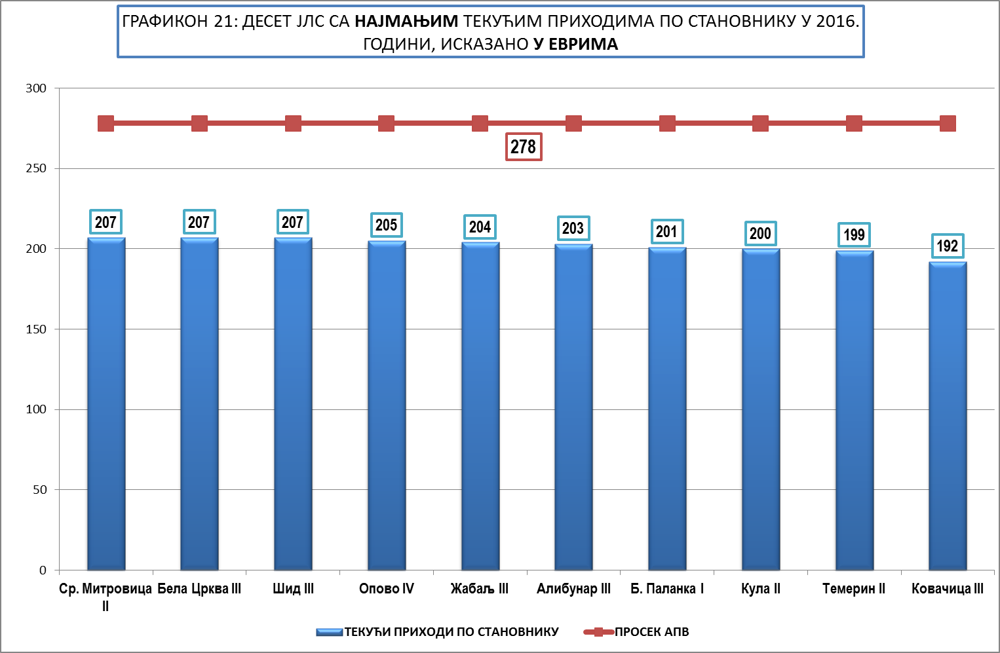 ГРАФИКОН 21: ДЕСЕТ ЈЛС СА НАЈМАЊИМ ТЕКУЋИМ ПРИХОДИМА ПО СТАНОВНИКУ У 2016.
ГОДИНИ, ИСКАЗАНО У ЕВРИМА
300
278
250
207 207 207 205 204 203 201 200 199 192
200
150
100
50
0
Ср. Митровица II Бела Црква III Шид III Опово IV Жабаљ III Алибунар III Б. Паланка I Кула II Темерин II Ковачица III
ТЕКУЋИ ПРИХОДИ ПО СТАНОВНИКУ ПРОСЕК АПВ